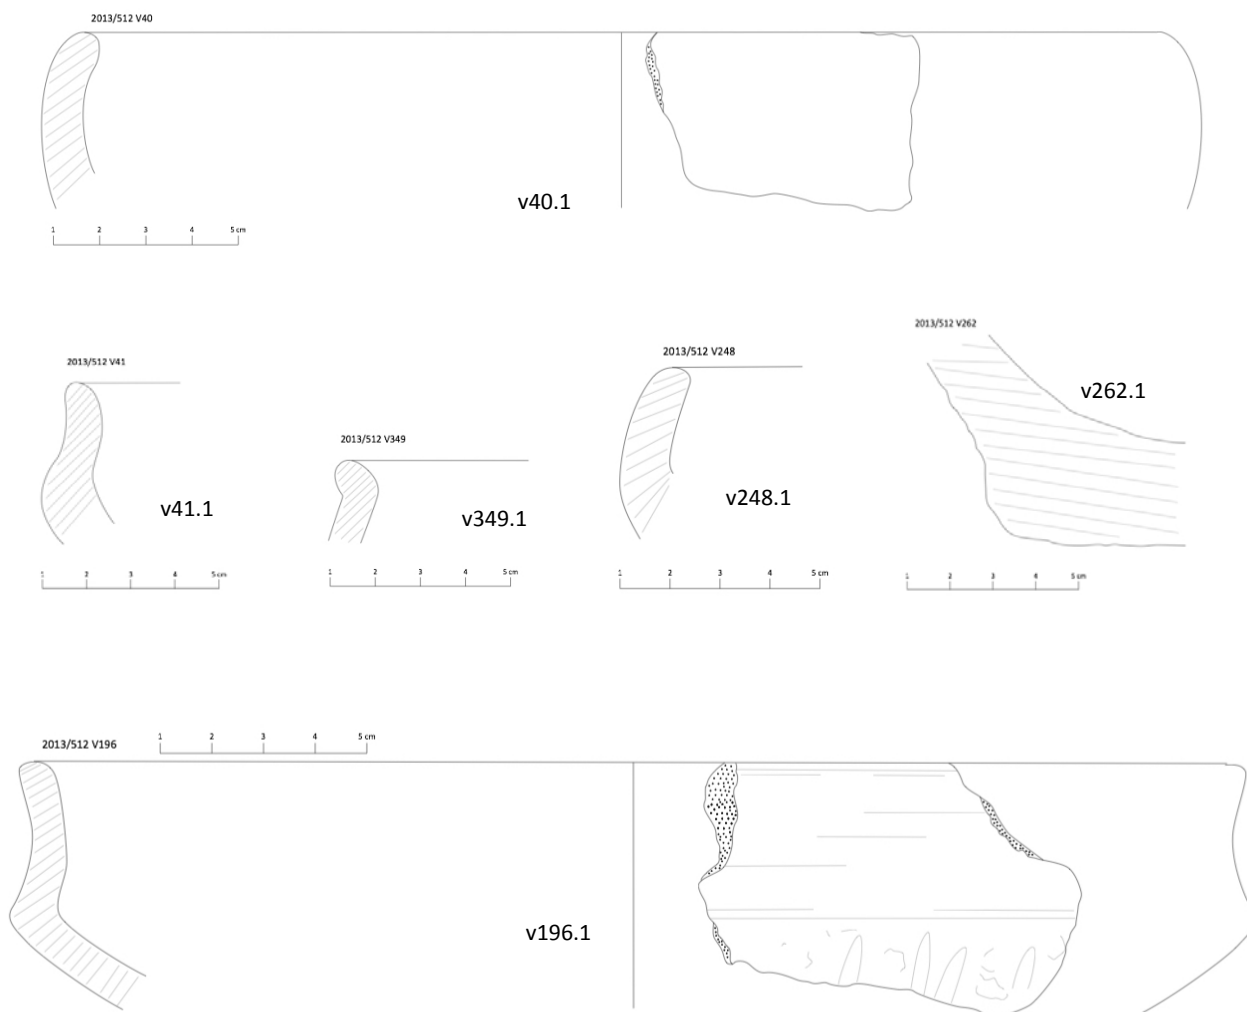 2013/512 V40
v40.1
1 2 3 4 5 cm
2013/512 V41
v41.1
1 2 3 4 5 cm
2013/512 V349
v349.1
1 2 3 4 5 cm
2013/512 V248
v248.1
1 2 3 4 5 cm
2013/512 V262
v262.1
1 2 3 4 5 cm
2013/512 V196
1 2 3 4 5 cm
v196.1